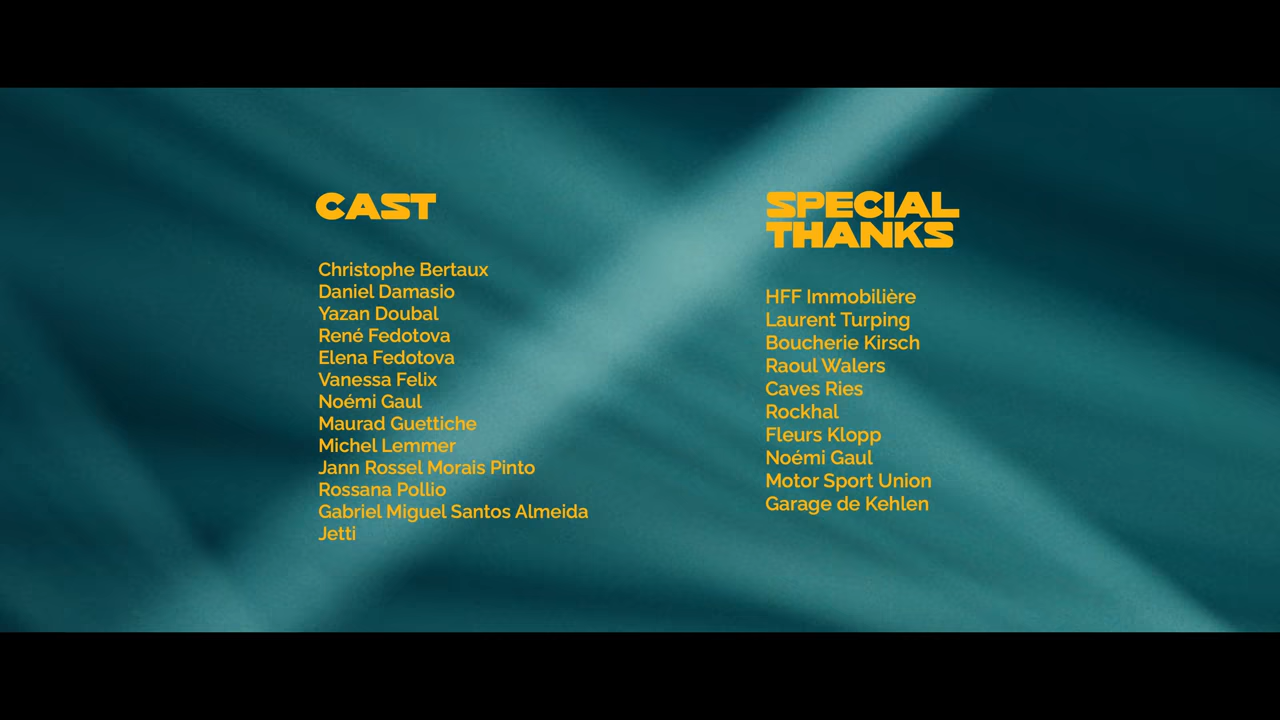 CAST
Christophe Bertaux
Daniel Damasio
Yazan Doubal
René Fedotova
Elena Fedotova
Vanessa Felix
Noémi Gaul
Maurad Guettiche
Michel Lemmer
Jann Rossel Morais Pinto
Rossana Pollio
Gabriel Miguel Santos Almeida
Jetti
SPECIAL
THANKS
HFF Immobilière
Laurent Turping
Boucherie Kirsch
Raoul Walers
Caves Ries
Rockhal
Fleurs Klopp
Noémi Gaul
Motor Sport Union
Garage de Kehlen